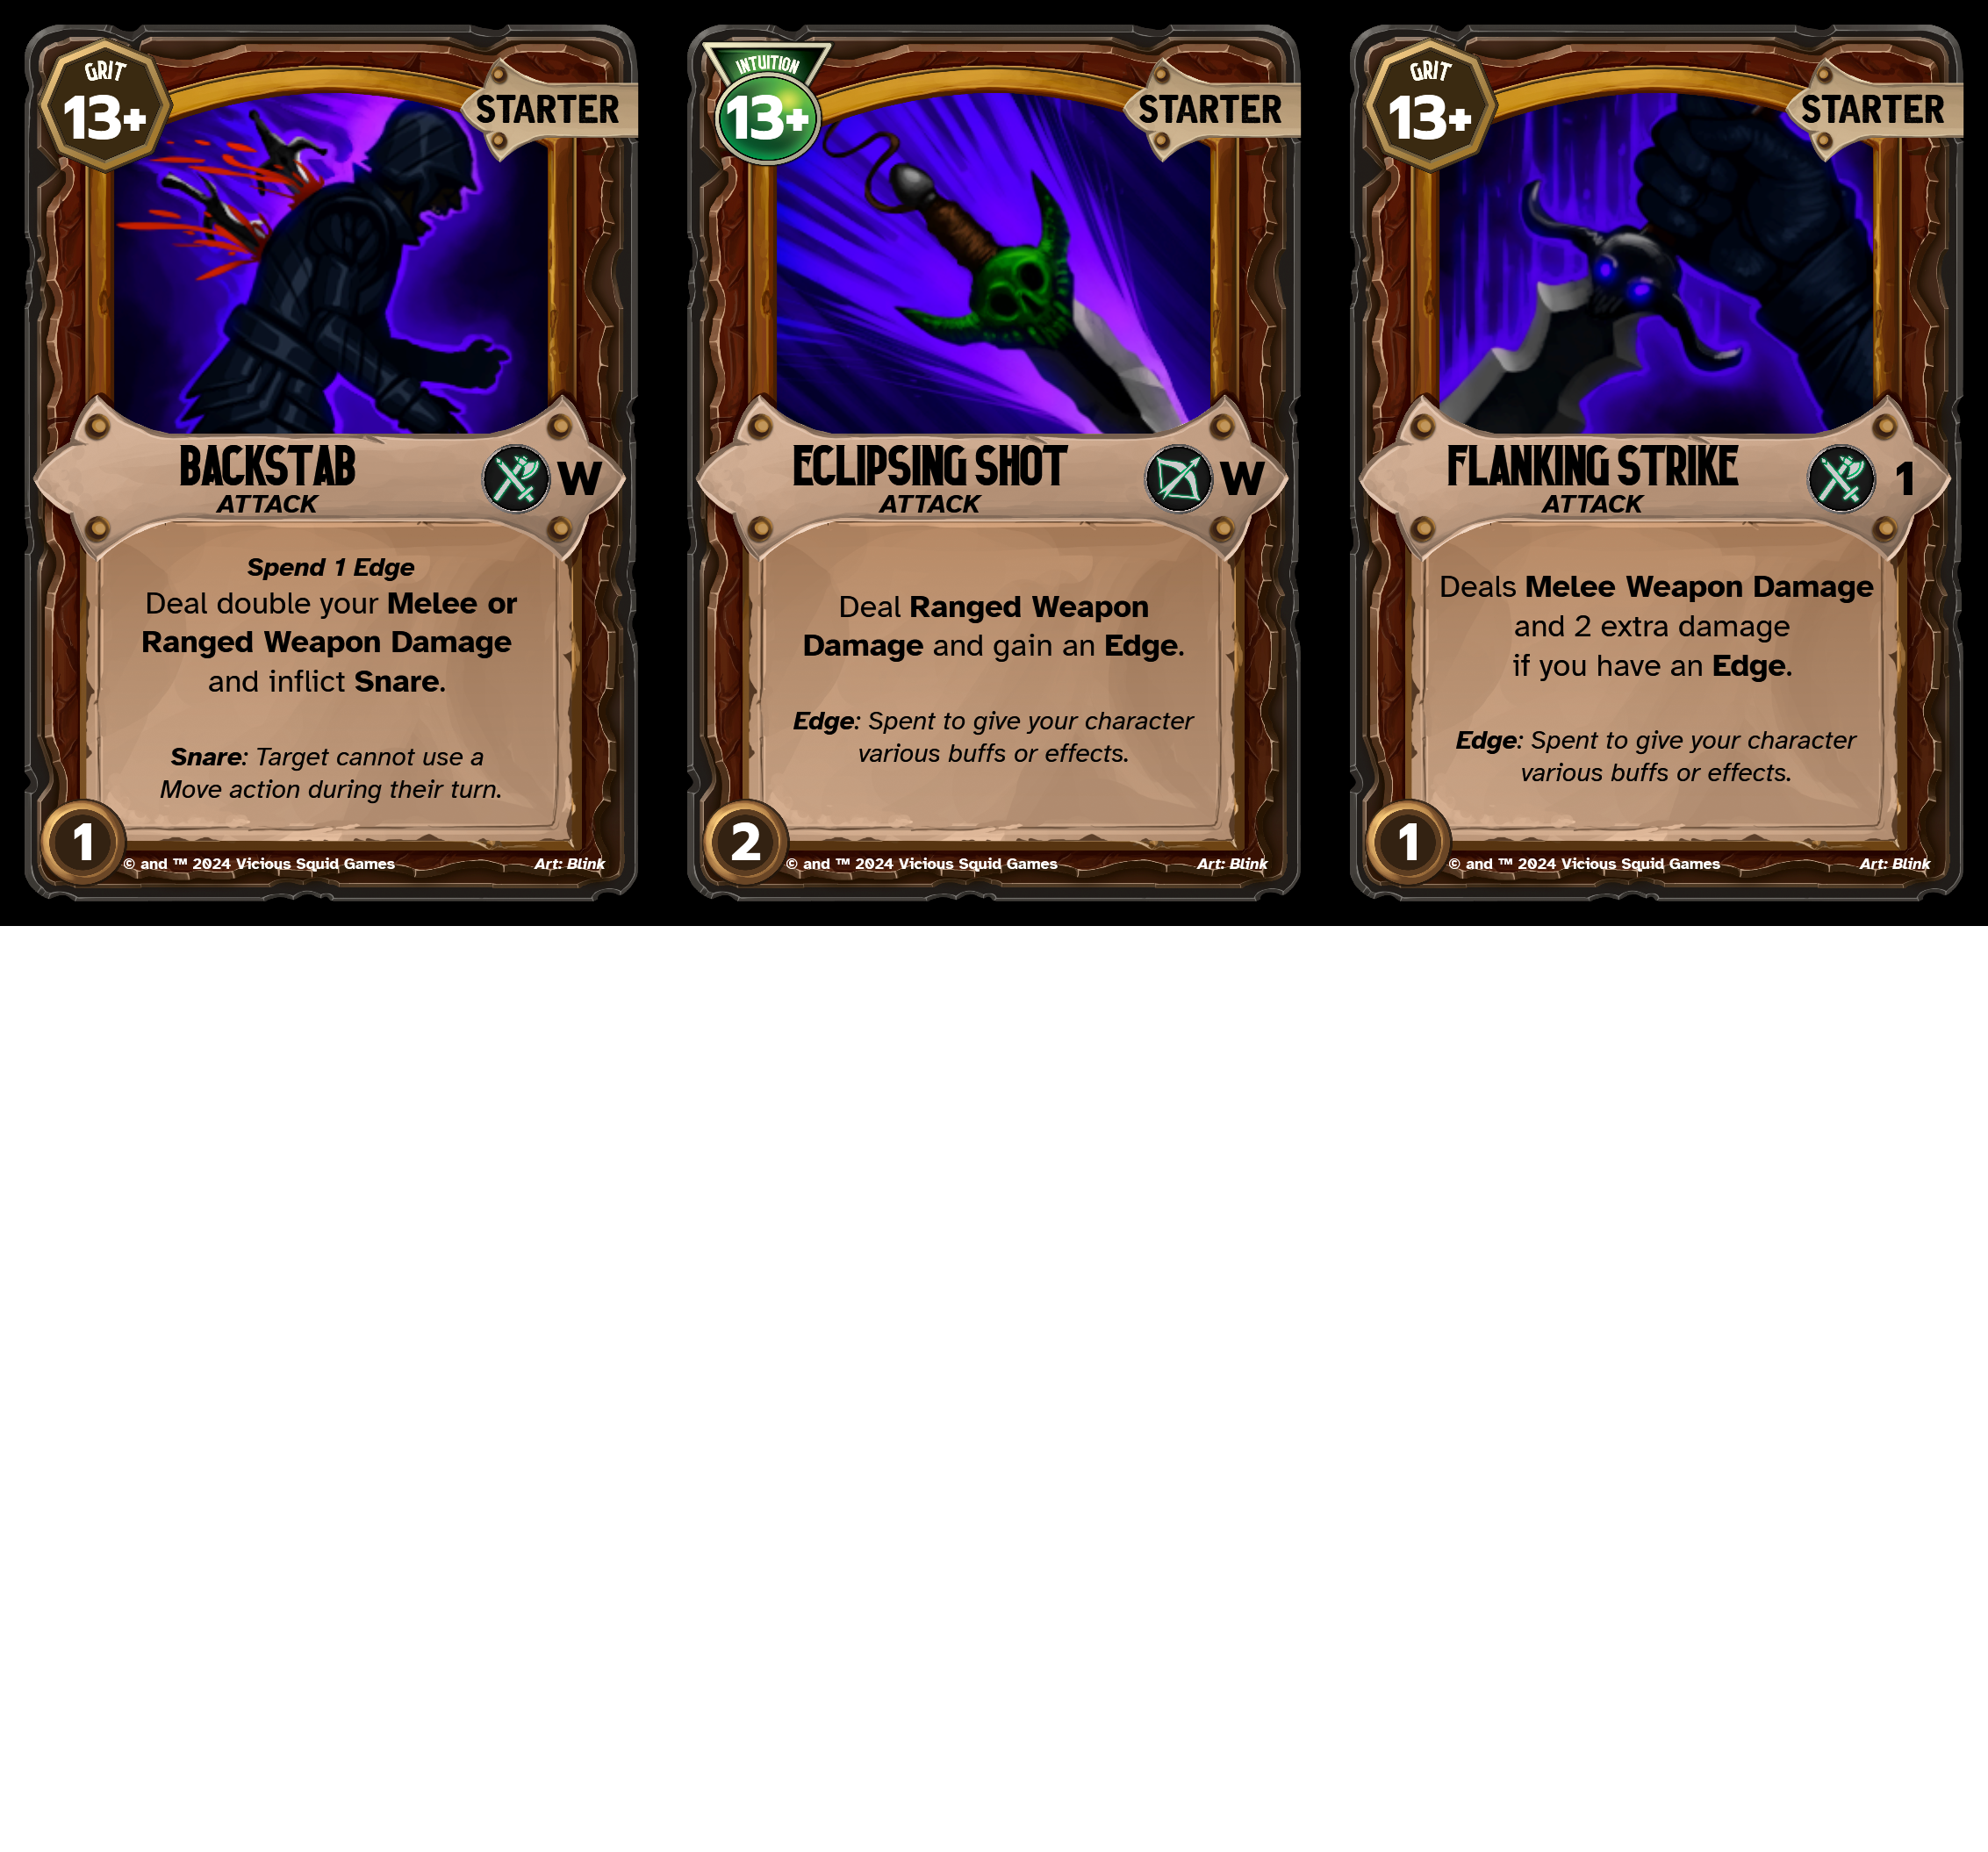 GRIT
13+
STARTER
BACKSTAB
ATTACK
W
Spend 1 Edge
Deal double your Melee or
Ranged Weapon Damage
and inflict Snare.
Snare: Target cannot use a
Move action during their turn.
1
© and ™ 2024 Vicious Squid Games
Art: Blink
INTUITION
13+
STARTER
ECLIPSING SHOT
ATTACK
W
Deal Ranged Weapon
Damage and gain an Edge.
Edge: Spent to give your character
various buffs or effects.
2
© and ™ 2024 Vicious Squid Games
Art: Blink
GRIT
13+
STARTER
FLANKING STRIKE
ATTACK
1
Deals Melee Weapon Damage
and 2 extra damage
if you have an Edge.
Edge: Spent to give your character
various buffs or effects.
1
© and ™ 2024 Vicious Squid Games
Art: Blink